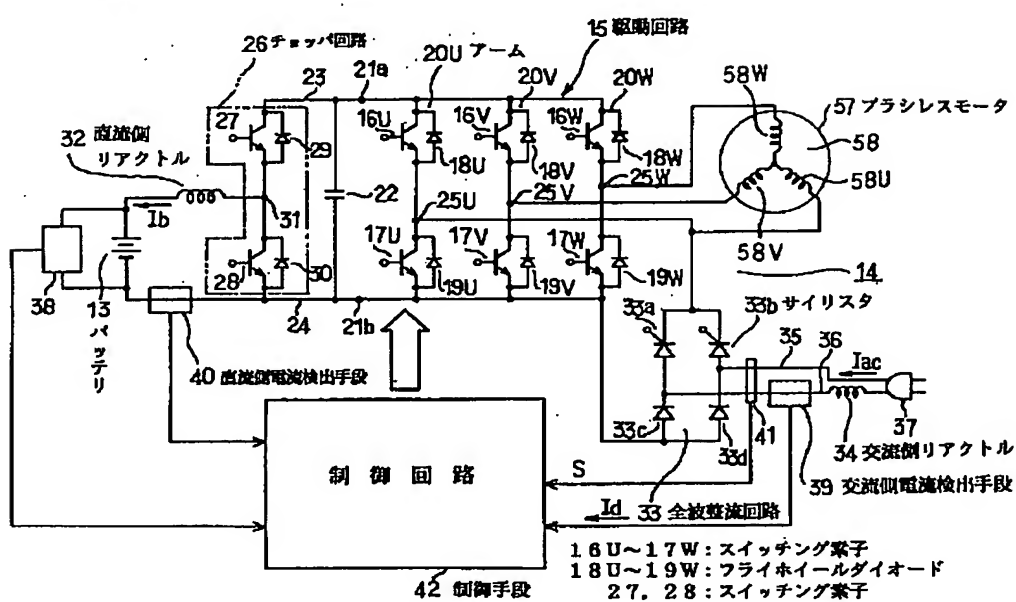 26 チョッパ回路
23
21a
20U アーム
15 駆動回路
20V
20W
58W
57 ブラシレスモータ
27
16U
16V
16W
58
32 直流側
リアクトル
29
18U
18V
18W
25W
58U
22
25V
Ib
31
25U
58V
17U
17V
17W
14
28
30
19U
19V
19W
38
13 バッテリ
24
21b
33a
33b サイリスタ
35
36
Iac
40 直流側電流検出手段
33c
33d
41
37
34 交流側リアクトル
制御回路
S
39 交流側電流検出手段
Id
33 全波整流回路
16U~17W:スイッチング素子
18U~19W:フライホイールダイオード
42 制御手段
27,28:スイッチング素子